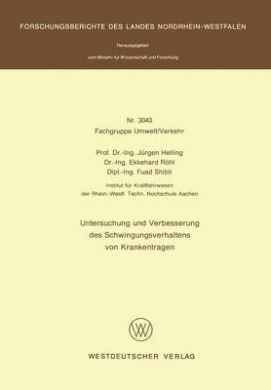 FORSCHUNGSBERICHTE DES LANDES NORDRHEIN-WESTFALEN
Herausgegeben
vom Minister für Wissenschaft und Forschung
Nr. 3043
Fachgruppe Umwelt/Verkehr
Prof. Dr.-Ing. Jürgen Helling
Dr.-Ing. Ekkehard Röhl
Dipl.-Ing. Fuad Shibli
Institut für Kraftfahrwesen
der Rhein.-Westf. Techn. Hochschule Aachen
Untersuchung und Verbesserung
des Schwingungsverhaltens
von Krankentragen
WESTDEUTSCHER VERLAG